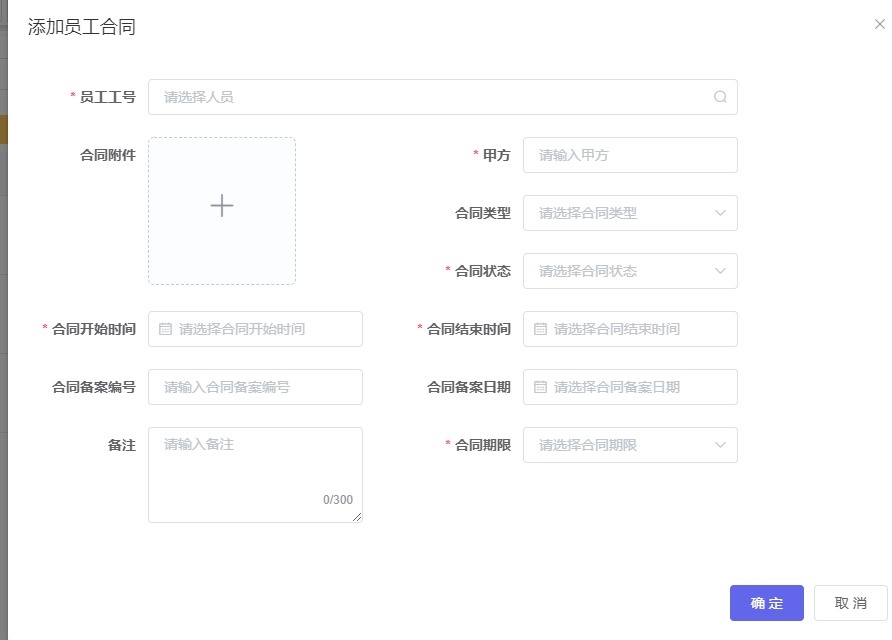 添加员工合同
* 员工工号 请选择人员
合同附件
* 甲方 请输入甲方
合同类型 请选择合同类型
* 合同状态 请选择合同状态
* 合同开始时间 请选择合同开始时间 * 合同结束时间 请选择合同结束时间
合同备案编号 请输入合同备案编号 合同备案日期 请选择合同备案日期
备注 请输入备注 * 合同期限 请选择合同期限
0/300
确 定 取 消